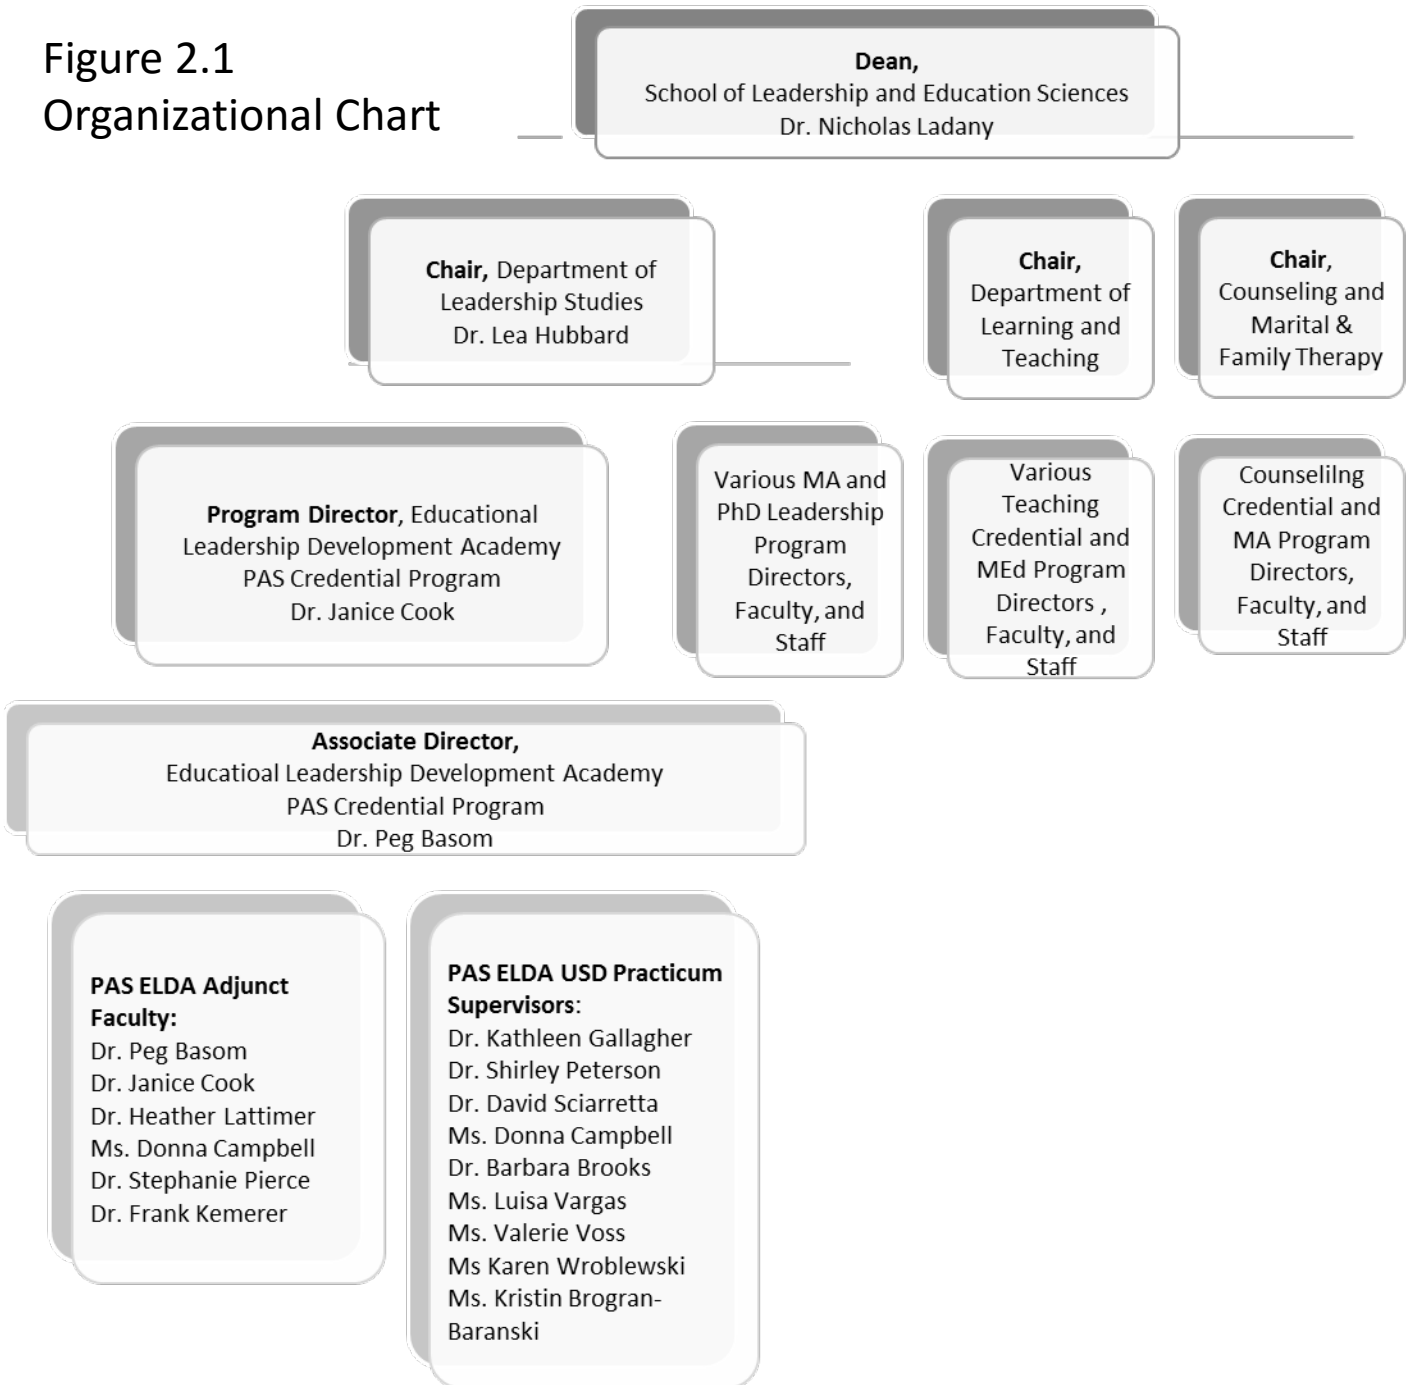 Figure 2.1
Organizational Chart
Dean,
School of Leadership and Education Sciences
Dr. Nicholas Ladany
Chair, Department of
Leadership Studies
Dr. Lea Hubbard
Chair,
Department of
Learning and
Teaching
Chair,
Counseling and
Marital &
Family Therapy
Program Director, Educational
Leadership Development Academy
PAS Credential Program
Dr. Janice Cook
Various MA and
PhD Leadership
Program
Directors,
Faculty, and
Staff
Various
Teaching
Credential and
MEd Program
Directors ,
Faculty, and
Staff
Counselilng
Credential and
MA Program
Directors,
Faculty, and
Staff
Associate Director,
Educatioal Leadership Development Academy
PAS Credential Program
Dr. Peg Basom
PAS ELDA Adjunct
Faculty:
Dr. Peg Basom
Dr. Janice Cook
Dr. Heather Lattimer
Ms. Donna Campbell
Dr. Stephanie Pierce
Dr. Frank Kemerer
PAS ELDA USD Practicum
Supervisors:
Dr. Kathleen Gallagher
Dr. Shirley Peterson
Dr. David Sciarretta
Ms. Donna Campbell
Dr. Barbara Brooks
Ms. Luisa Vargas
Ms. Valerie Voss
Ms Karen Wroblewski
Ms. Kristin Brogran-
Baranski